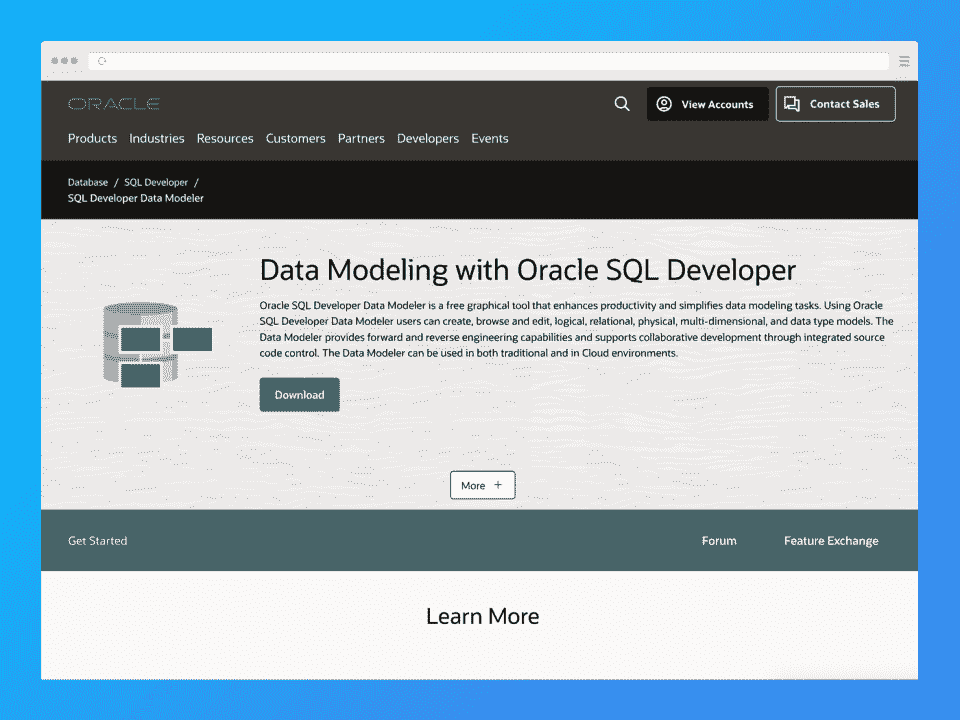 ORACLE
View Accounts
Contact Sales
Products Industries Resources Customers Partners Developers Events
Database / SQL Developer /
SQL Developer Data Modeler
Data Modeling with Oracle SQL Developer
Oracle SQL Developer Data Modeler is a free graphical tool that enhances productivity and simplifies data modeling tasks. Using Oracle
SQL Developer Data Modeler users can create, browse and edit, logical, relational, physical, multi-dimensional, and data type models. The
Data Modeler provides forward and reverse engineering capabilities and supports collaborative development through integrated source
code control. The Data Modeler can be used in both traditional and in Cloud environments.
Download
More +
Get Started
Forum
Feature Exchange
Learn More